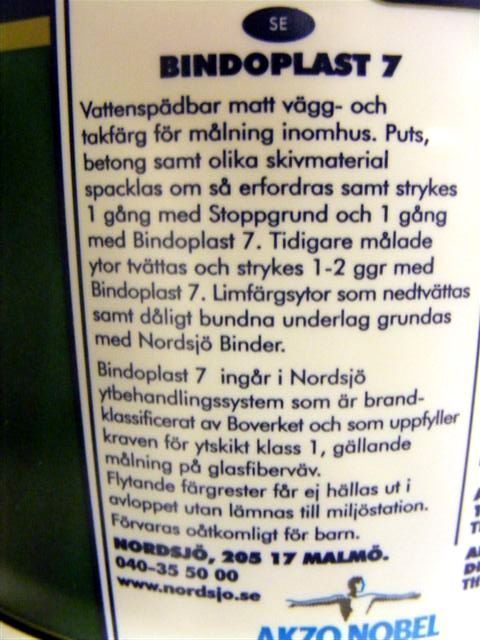 SE
BINDOPLAST 7
Vattenspädbar matt vägg- och
takfärg för målning inomhus. Puts,
betong samt olika skivmaterial
spacklas om så erfordras samt strykes
1 gång med Stoppgrund och 1 gång
med Bindoplast 7. Tidigare målade
ytor tvättas och strykes 1-2 ggr med
Bindoplast 7. Limfärgsytor som nedtvättas
samt dåligt bundna underlag grundas
med Nordsjö Binder.
Bindoplast 7 ingår i Nordsjö
ytbehandlingssystem som är brand-
klassificerat av Boverket och som uppfyller
kraven för ytskikt klass 1, gällande
målning på glasfiberväv.
Flytande färgrester får ej hällas ut i
avloppet utan lämnas till miljöstation.
Förvaras oåtkomligt för barn.
NORDSJÖ, 205 17 MALMÖ.
040-35 50 00
www.nordsjo.se
AKZO NOBEL